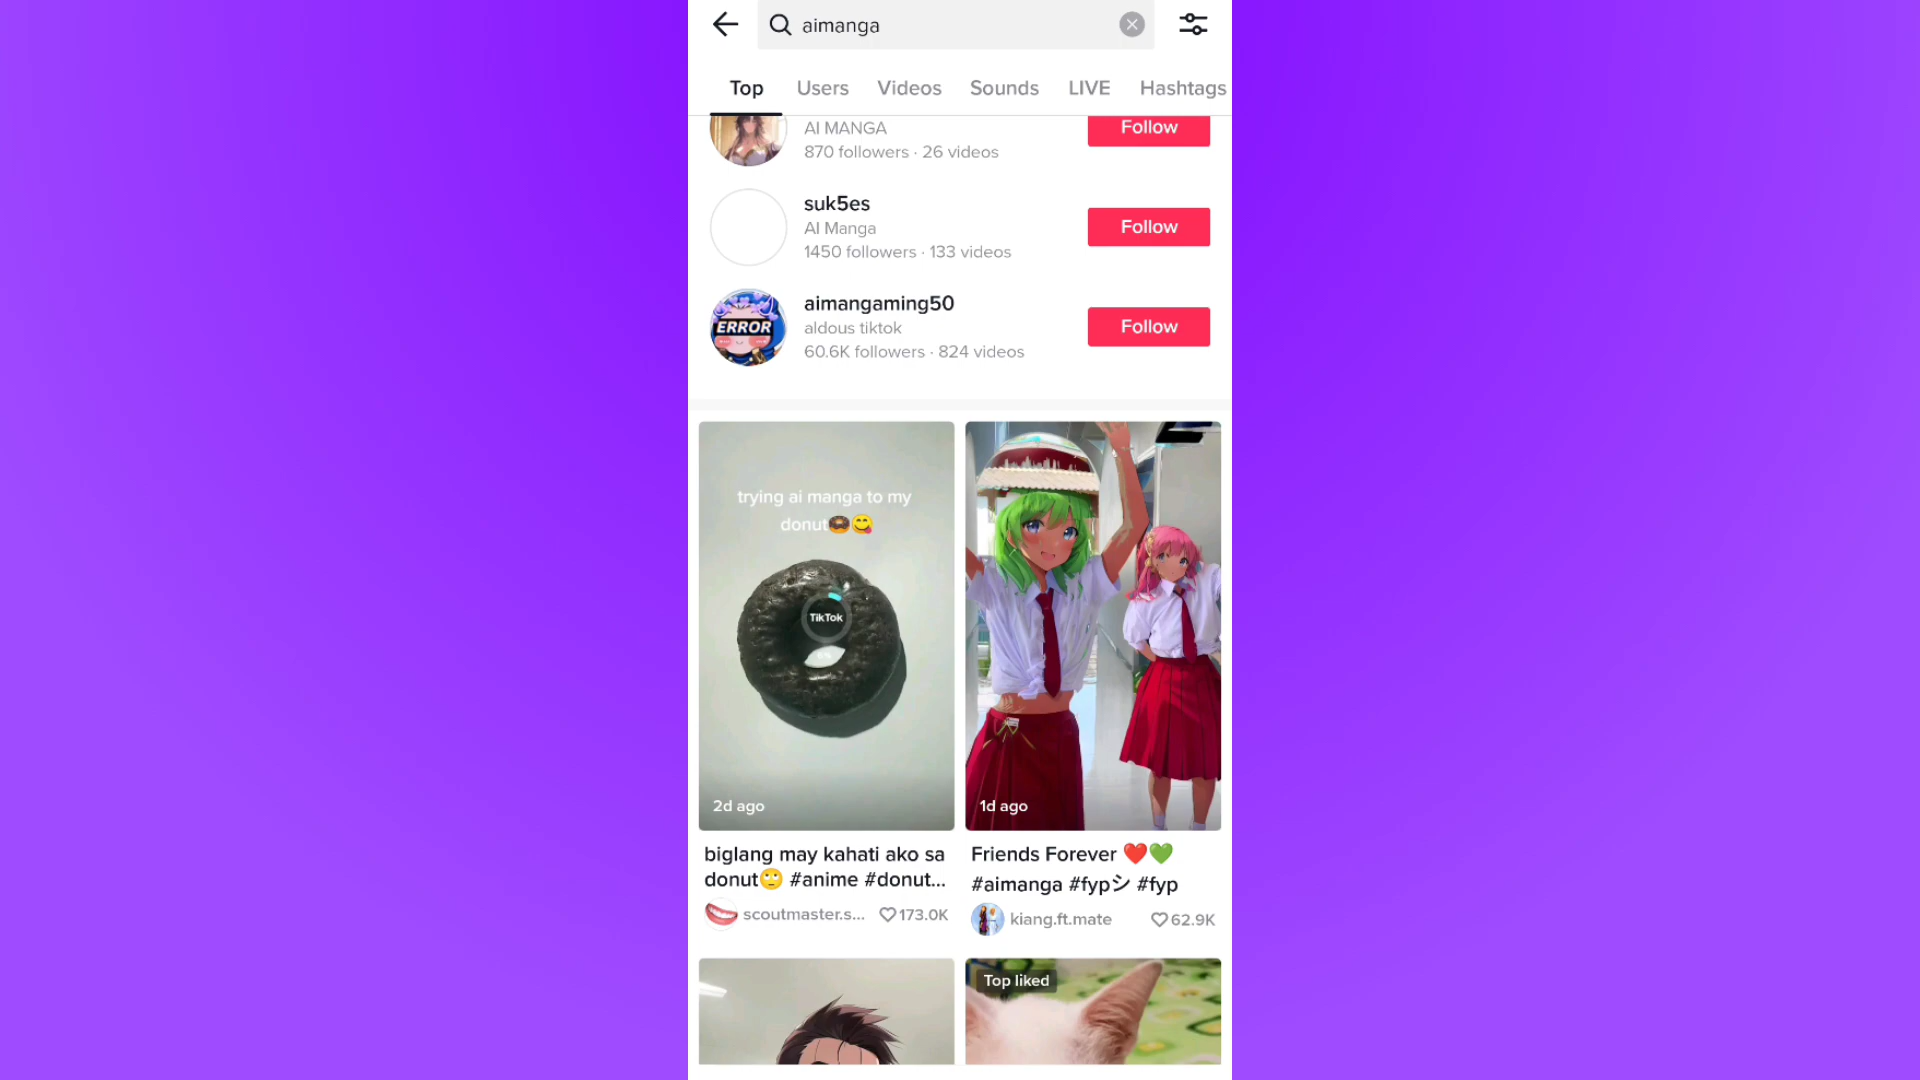 aimanga
Top Users Videos Sounds LIVE Hashtags
AI MANGA
870 followers · 26 videos
Follow
suk5es
AI Manga
1450 followers · 133 videos
Follow
aimangaming50
aldous tiktok
60.6K followers · 824 videos
Follow
ERROR
trying ai manga to my
donut🍩😋
TikTok
2d ago
1d ago
biglang may kahati ako sa
donut🙄 #anime #donut...
scoutmaster.s... 173.0K
Friends Forever ❤️💚
#aimanga #fypシ #fyp
kiang.ft.mate 62.9K
Top liked